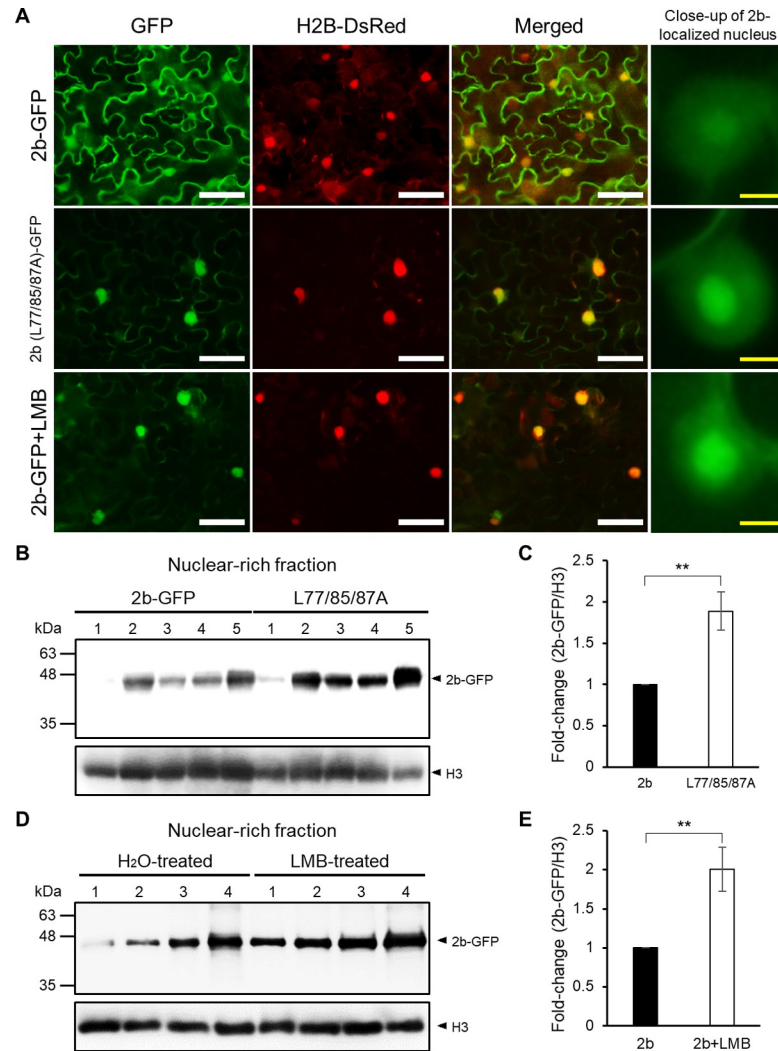 A
GFP
H2B-DsRed
Merged
Close-up of 2b-
localized nucleus
2b-GFP
2b (L77/85/87A)-GFP
2b-GFP+LMB
B
Nuclear-rich fraction
2b-GFP
L77/85/87A
kDa
1 2 3 4 5 1 2 3 4 5
63
48
35
2b-GFP
H3
C
Fold-change (2b-GFP/H3)
2.5
2
1.5
1
0.5
0
**
2b
L77/85/87A
D
Nuclear-rich fraction
H₂O-treated
LMB-treated
kDa
1 2 3 4 1 2 3 4
63
48
35
2b-GFP
H3
E
Fold-change (2b-GFP/H3)
2.5
2
1.5
1
0.5
0
**
2b
2b+LMB